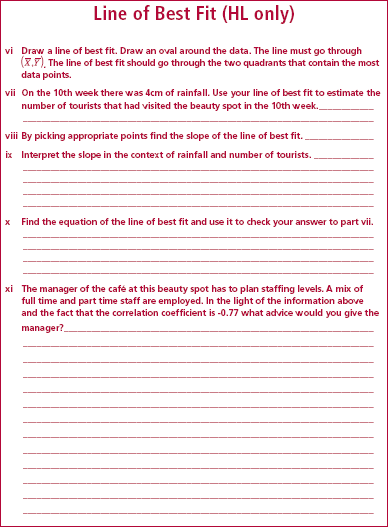 Line of Best Fit (HL only)
vi Draw a line of best fit. Draw an oval around the data. The line must go through
(X̅,Y̅). The line of best fit should go through the two quadrants that contain the most
data points.
vii On the 10th week there was 4cm of rainfall. Use your line of best fit to estimate the
number of tourists that had visited the beauty spot in the 10th week.
viii By picking appropriate points find the slope of the line of best fit.
ix Interpret the slope in the context of rainfall and number of tourists.
x Find the equation of the line of best fit and use it to check your answer to part vii.
xi The manager of the café at this beauty spot has to plan staffing levels. A mix of
full time and part time staff are employed. In the light of the information above
and the fact that the correlation coefficient is -0.77 what advice would you give the
manager?